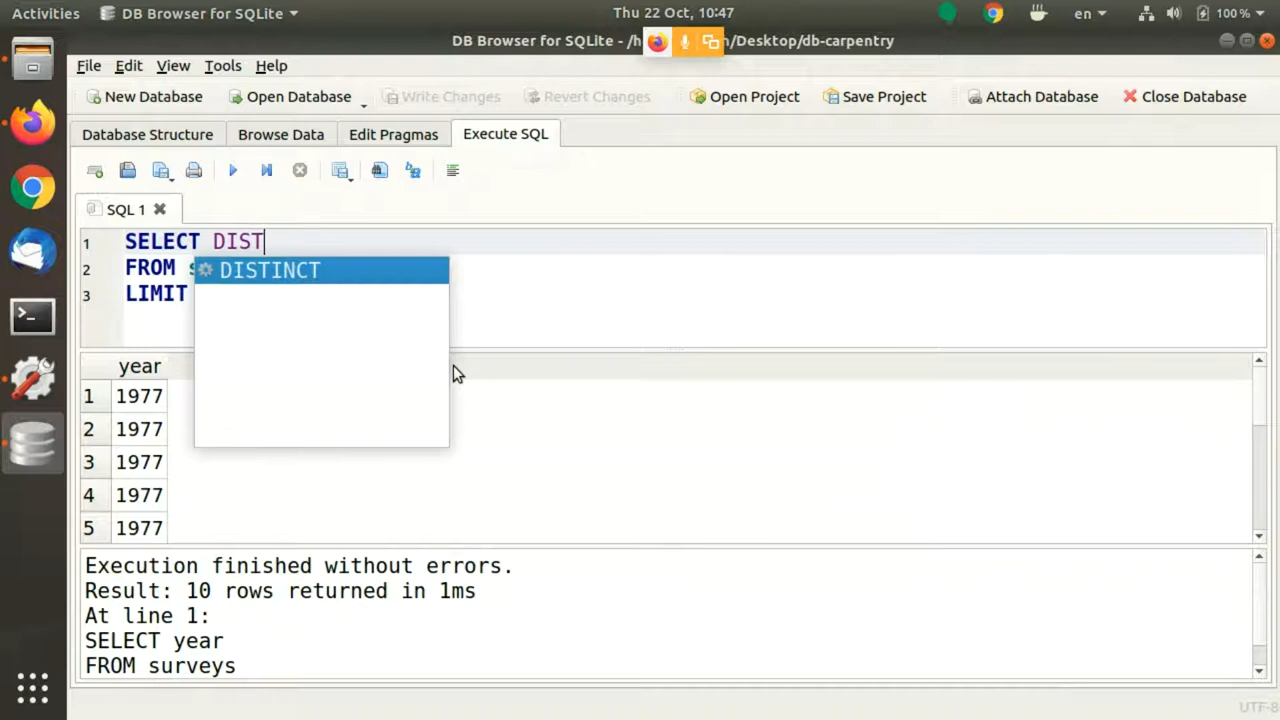 Activities DB Browser for SQLite Thu 22 Oct, 10:47 en 100 %
DB Browser for SQLite - /h n/Desktop/db-carpentry
File Edit View Tools Help
New Database Open Database Write Changes Revert Changes Open Project Save Project Attach Database Close Database
Database Structure Browse Data Edit Pragmas Execute SQL
SQL 1
1 SELECT DIST
DISTINCT
2 FROM s
3 LIMIT
year
1 1977
2 1977
3 1977
4 1977
5 1977
Execution finished without errors.
Result: 10 rows returned in 1ms
At line 1:
SELECT year
FROM surveys
UTF-8